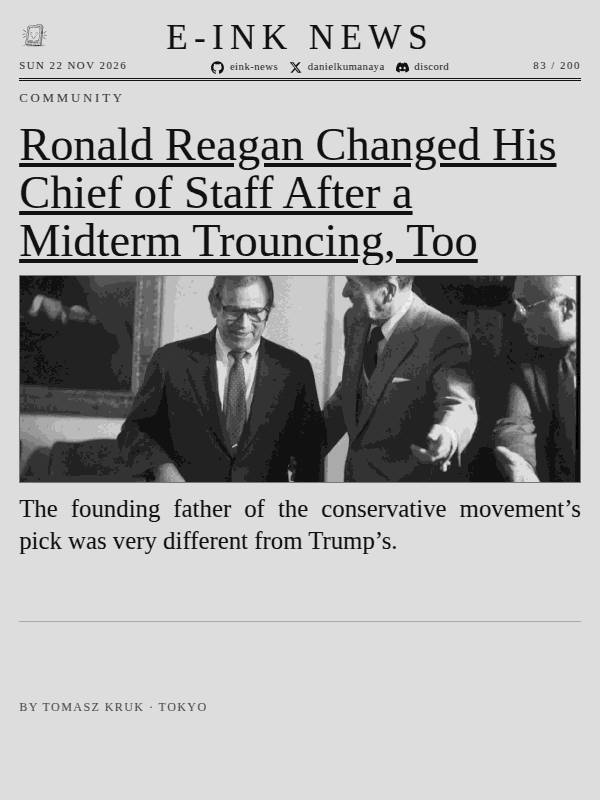 E-INK NEWS
SUN 22 NOV 2026
eink-news
danielkumanaya
discord
83 / 200
COMMUNITY
Ronald Reagan Changed His
Chief of Staff After a
Midterm Trouncing, Too
The founding father of the conservative movement’s
pick was very different from Trump’s.
BY TOMASZ KRUK · TOKYO